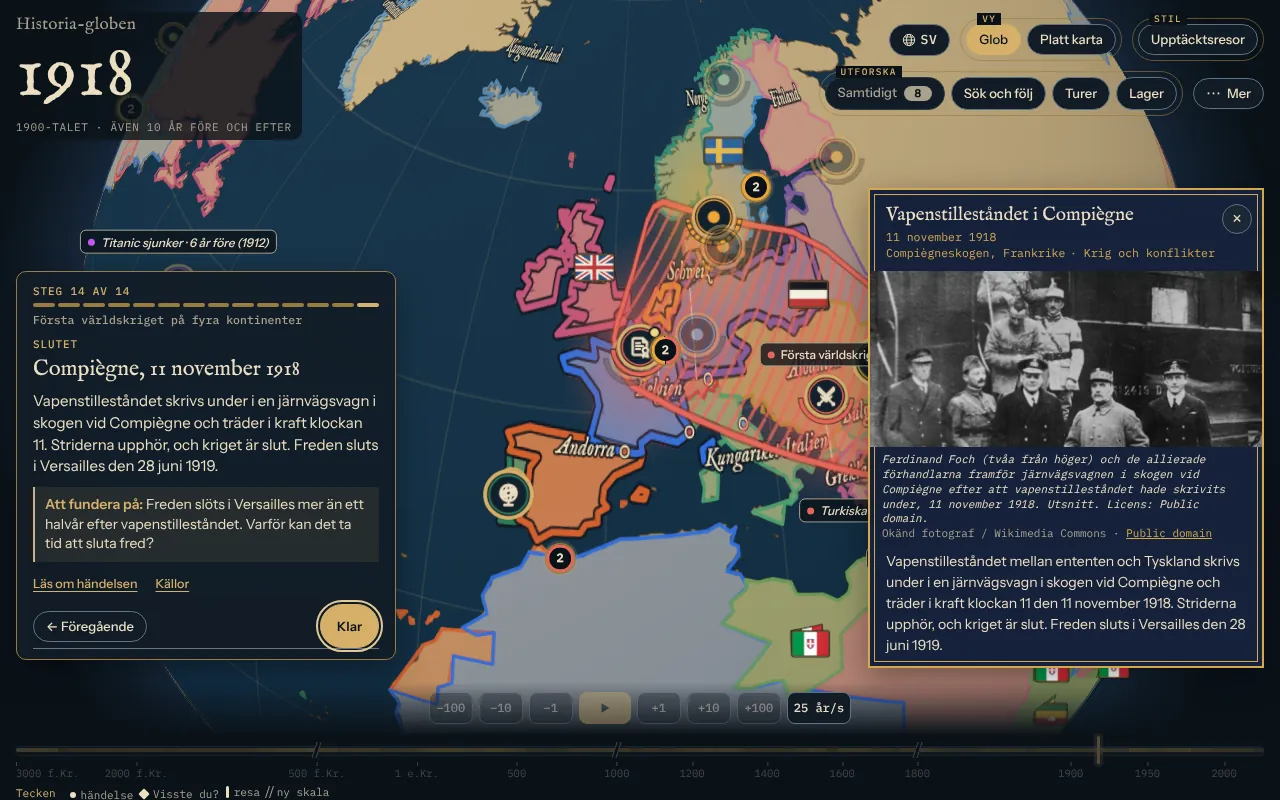 Historia-globen
1918
1900-TALET · ÄVEN 10 ÅR FÖRE OCH EFTER
2
Kungariket Island
Norge
Finland
VY
STIL
SV
Glob
Platt karta
Upptäcktsresor
UTFORSKA
Samtidigt 8
Sök och följ
Turer
Lager
··· Mer
2
Titanic sjunker · 6 år före (1912)
STEG 14 AV 14
Första världskriget på fyra kontinenter
SLUTET
Compiègne, 11 november 1918
Vapenstilleståndet skrivs under i en järnvägsvagn i
skogen vid Compiègne och träder i kraft klockan
11. Striderna upphör, och kriget är slut. Freden sluts
i Versailles den 28 juni 1919.
Att fundera på: Freden slöts i Versailles mer än ett
halvår efter vapenstilleståndet. Varför kan det ta
tid att sluta fred?
Läs om händelsen
Källor
← Föregående
Klar
Schweiz
2
Belgien
Första världskrig
Andorra
Italien
Turkiska
2
Vapenstilleståndet i Compiègne
×
11 november 1918
Compiègneskogen, Frankrike · Krig och konflikter
Ferdinand Foch (tvåa från höger) och de allierade
förhandlarna framför järnvägsvagnen i skogen vid
Compiègne efter att vapenstilleståndet hade skrivits
under, 11 november 1918. Utsnitt. Licens: Public
domain.
Okänd fotograf / Wikimedia Commons · Public domain
Vapenstilleståndet mellan ententen och Tyskland skrivs
under i en järnvägsvagn i skogen vid Compiègne och
träder i kraft klockan 11 den 11 november 1918. Striderna
upphör, och kriget är slut. Freden sluts i Versailles den 28
juni 1919.
−100
−10
−1
+1
+10
+100
25 år/s
3000 f.Kr.
2000 f.Kr.
500 f.Kr.
1 e.Kr.
500
1000
1200
1400
1600
1800
1900
1950
2000
Tecken
händelse
Visste du?
resa
// ny skala